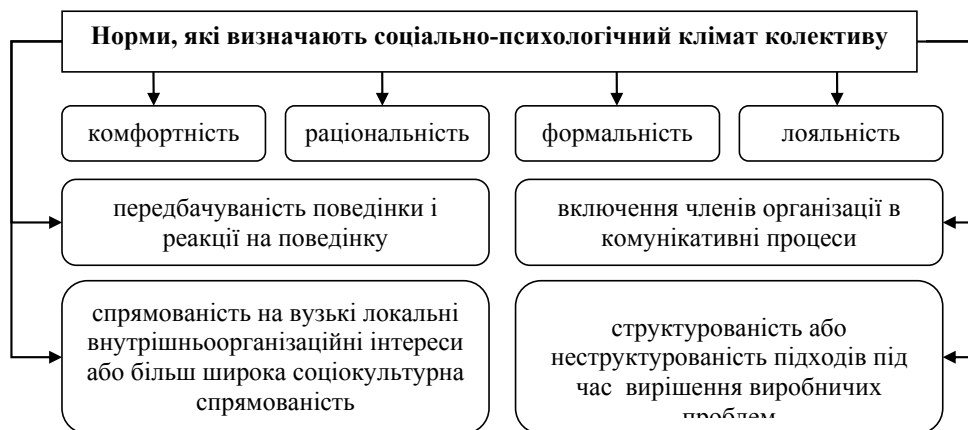 Норми, які визначають соціально-психологічний клімат колективу
комфортність
раціональність
формальність
лояльність
передбачуваність поведінки і
реакції на поведінку
включення членів організації в
комунікативні процеси
спрямованість на вузькі локальні
внутрішньоорганізаційні інтереси
або більш широка соціокультурна
спрямованість
структурованість або
неструктурованість підходів під
час вирішення виробничих
проблем